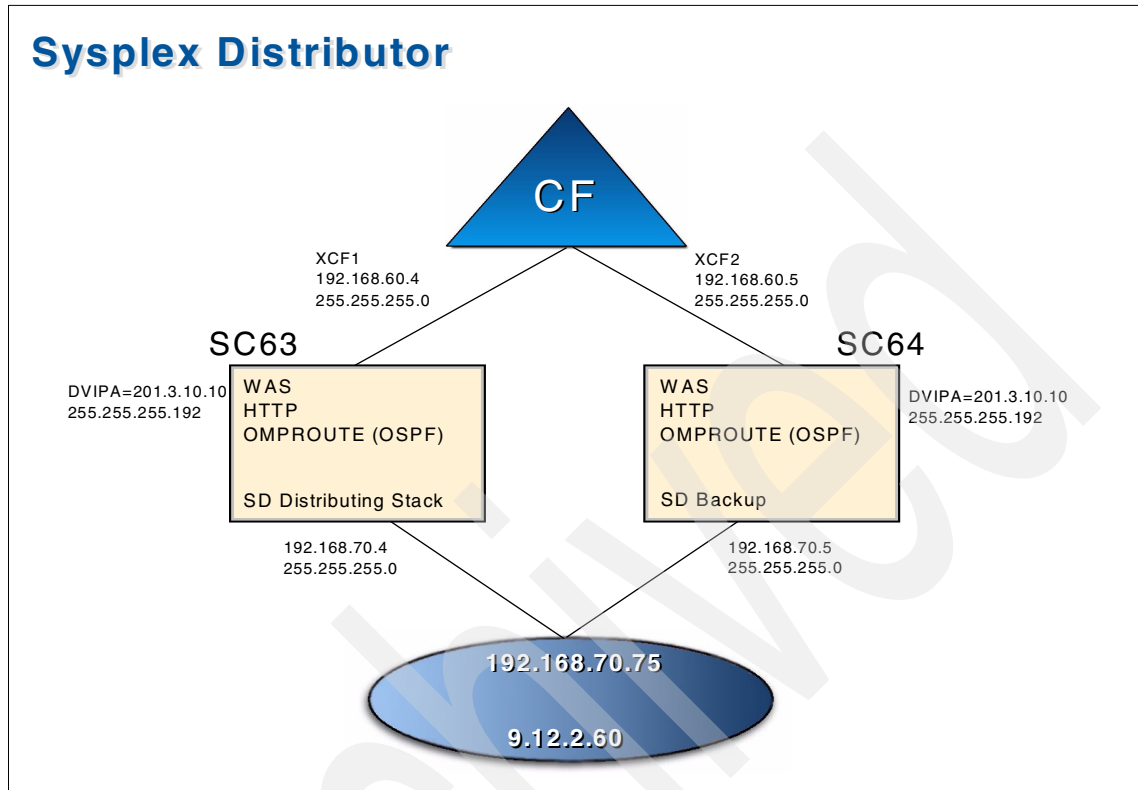 Sysplex Distributor
CF
XCF1
192.168.60.4
255.255.255.0
XCF2
192.168.60.5
255.255.255.0
SC63
SC64
DVIPA=201.3.10.10
255.255.255.192
WAS
HTTP
OMPROUTE (OSPF)
SD Distributing Stack
WAS
HTTP
OMPROUTE (OSPF)
SD Backup
DVIPA=201.3.10.10
255.255.255.192
192.168.70.4
255.255.255.0
192.168.70.5
255.255.255.0
192.168.70.75
9.12.2.60